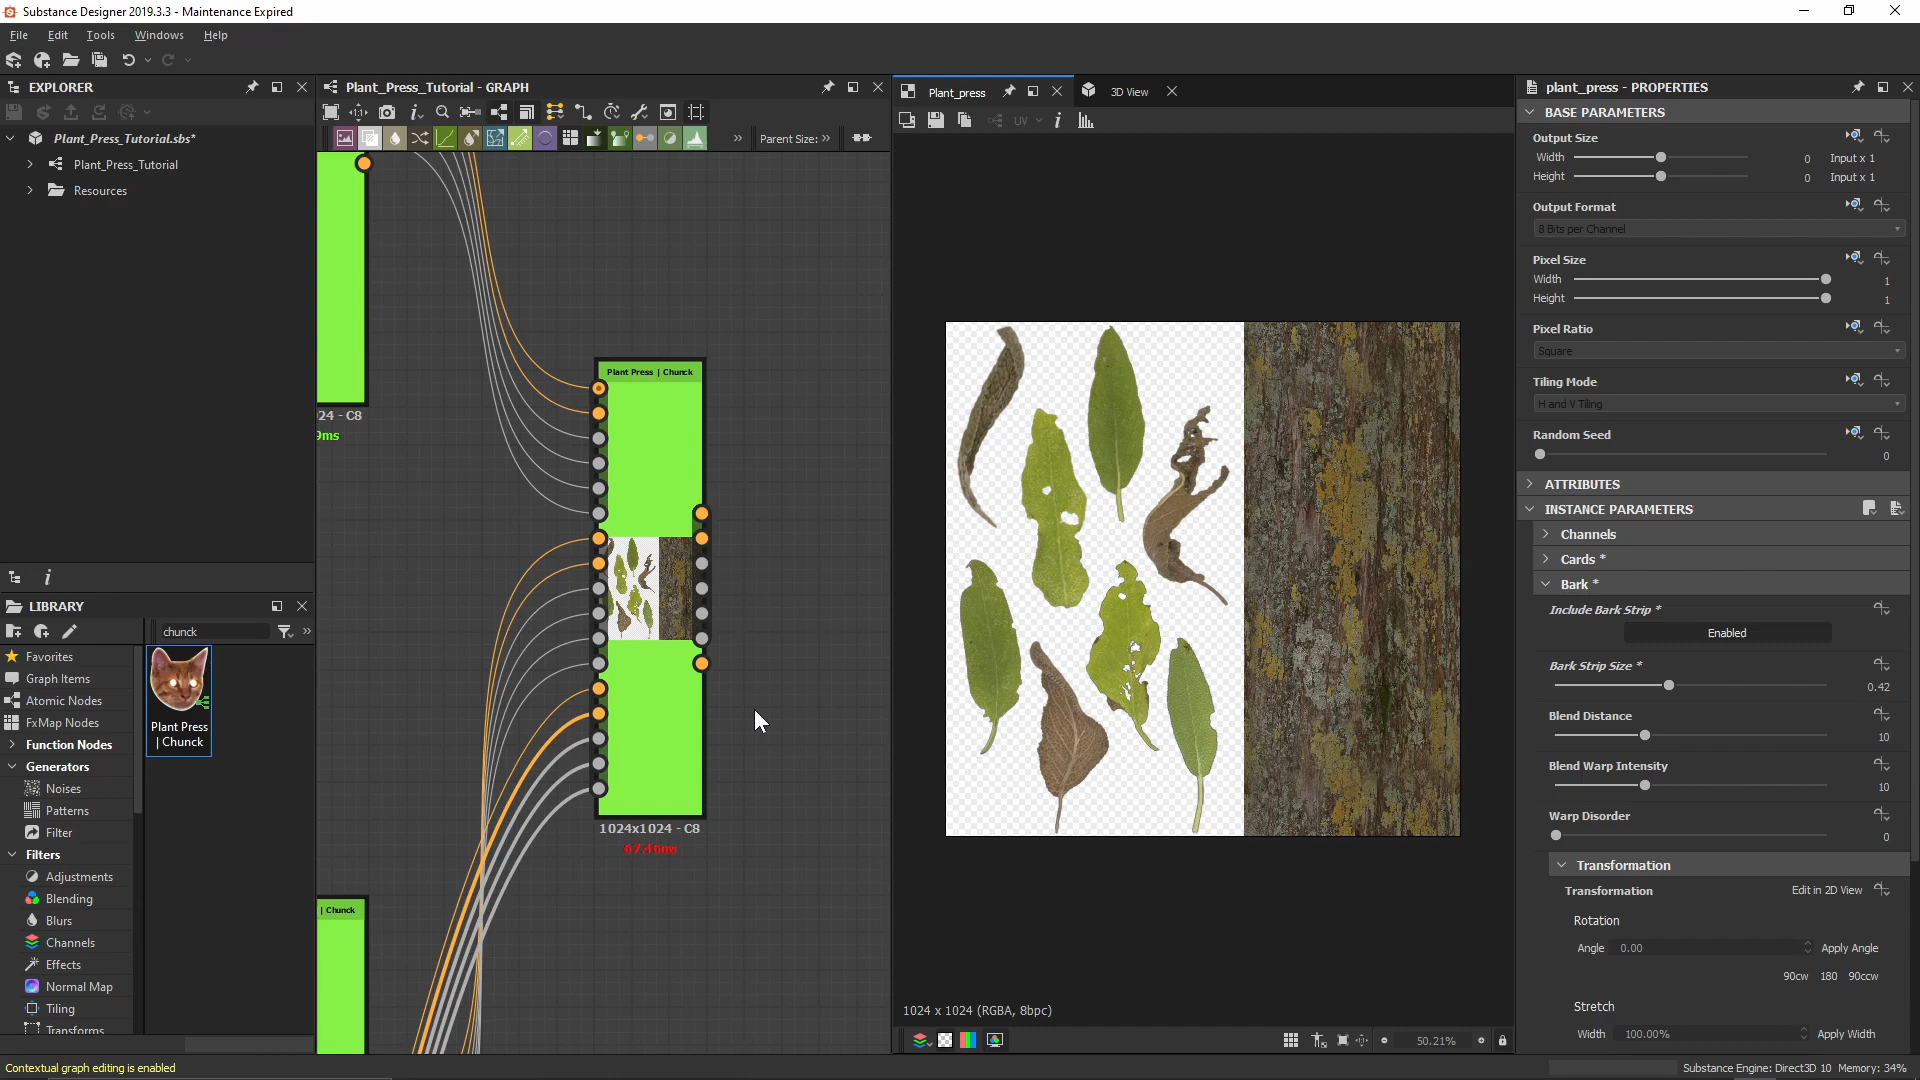 Substance Designer 2019.3.3 - Maintenance Expired
File Edit Tools Windows Help
EXPLORER
Plant_Press_Tutorial.sbs*
Plant_Press_Tutorial
Resources
LIBRARY
chunck
Favorites
Graph Items
Atomic Nodes
FxMap Nodes
Function Nodes
Generators
Noises
Patterns
Filter
Filters
Adjustments
Blending
Blurs
Channels
Effects
Normal Map
Tiling
Transforms
Plant Press
| Chunck
Plant_Press_Tutorial - GRAPH
Parent Size:
24 - C8
9ms
Plant Press | Chunck
1024x1024 - C8
67.46ms
| Chunck
Plant_press
3D View
UV
1024 x 1024 (RGBA, 8bpc)
50.21%
plant_press - PROPERTIES
BASE PARAMETERS
Output Size
Width 0 Input x 1
Height 0 Input x 1
Output Format
8 Bits per Channel
Pixel Size
Width 1
Height 1
Pixel Ratio
Square
Tiling Mode
H and V Tiling
Random Seed
0
ATTRIBUTES
INSTANCE PARAMETERS
Channels
Cards *
Bark *
Include Bark Strip *
Enabled
Bark Strip Size *
0.42
Blend Distance
10
Blend Warp Intensity
10
Warp Disorder
0
Transformation
Transformation Edit in 2D View
Rotation
Angle 0.00 Apply Angle
90cw 180 90ccw
Stretch
Width 100.00% Apply Width
Contextual graph editing is enabled
Substance Engine: Direct3D 10 Memory: 34%